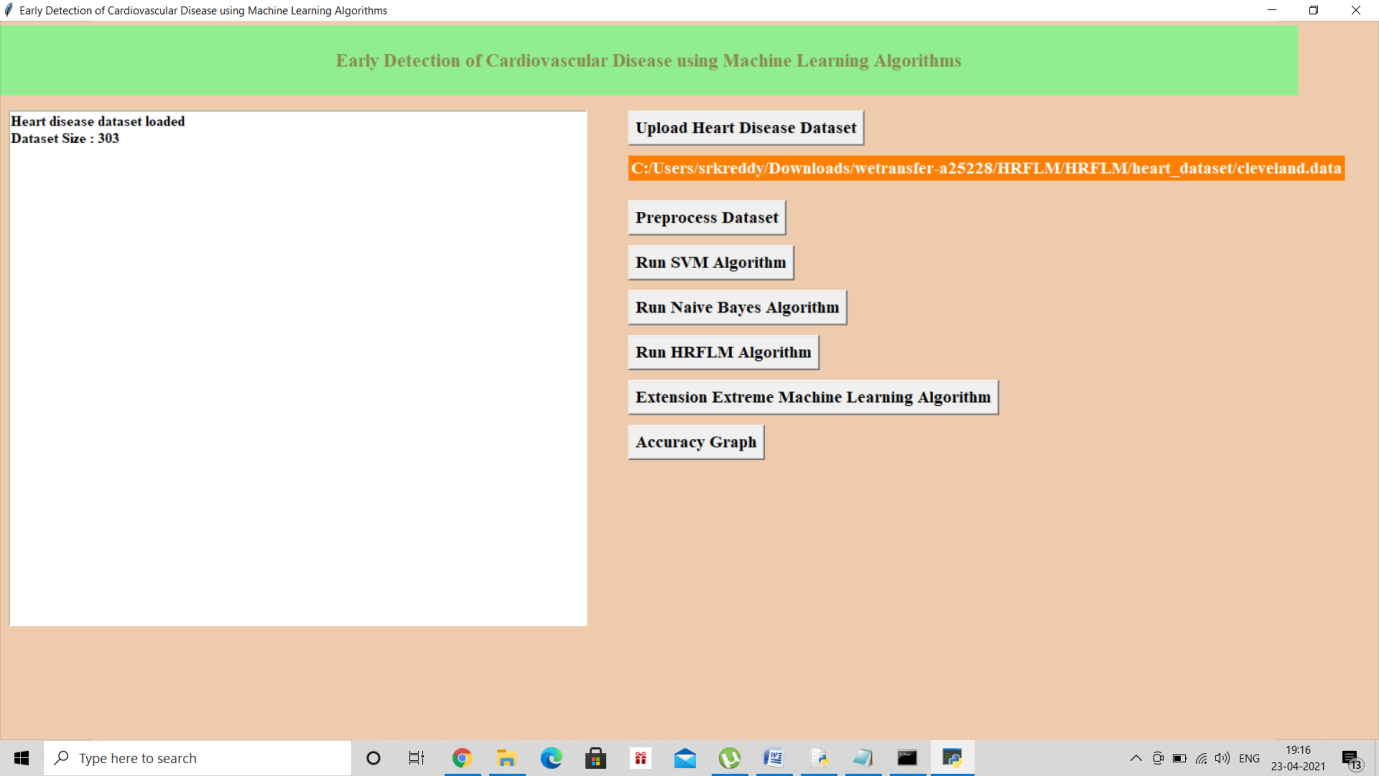 Early Detection of Cardiovascular Disease using Machine Learning Algorithms
Early Detection of Cardiovascular Disease using Machine Learning Algorithms
Heart disease dataset loaded
Dataset Size : 303
Upload Heart Disease Dataset
C:/Users/srkreddy/Downloads/wetransfer-a25228/HRFLM/HRFLM/heart_dataset/cleveland.data
Preprocess Dataset
Run SVM Algorithm
Run Naive Bayes Algorithm
Run HRFLM Algorithm
Extension Extreme Machine Learning Algorithm
Accuracy Graph
Type here to search
ENG
19:16
23-04-2021
13